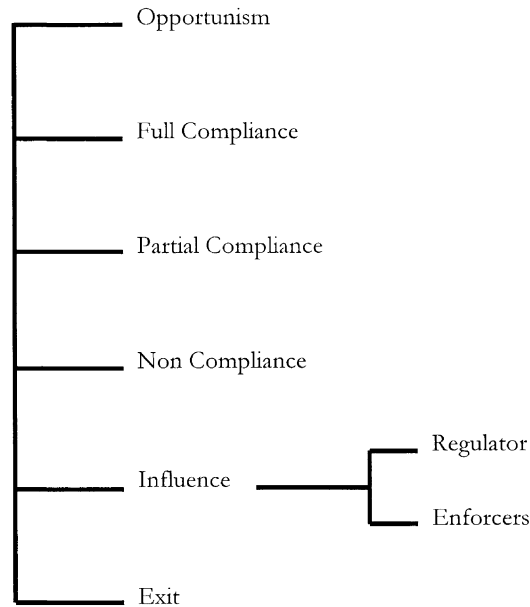 Opportunism
Full Compliance
Partial Compliance
Non Compliance
Regulator
Influence
Enforcers
Exit